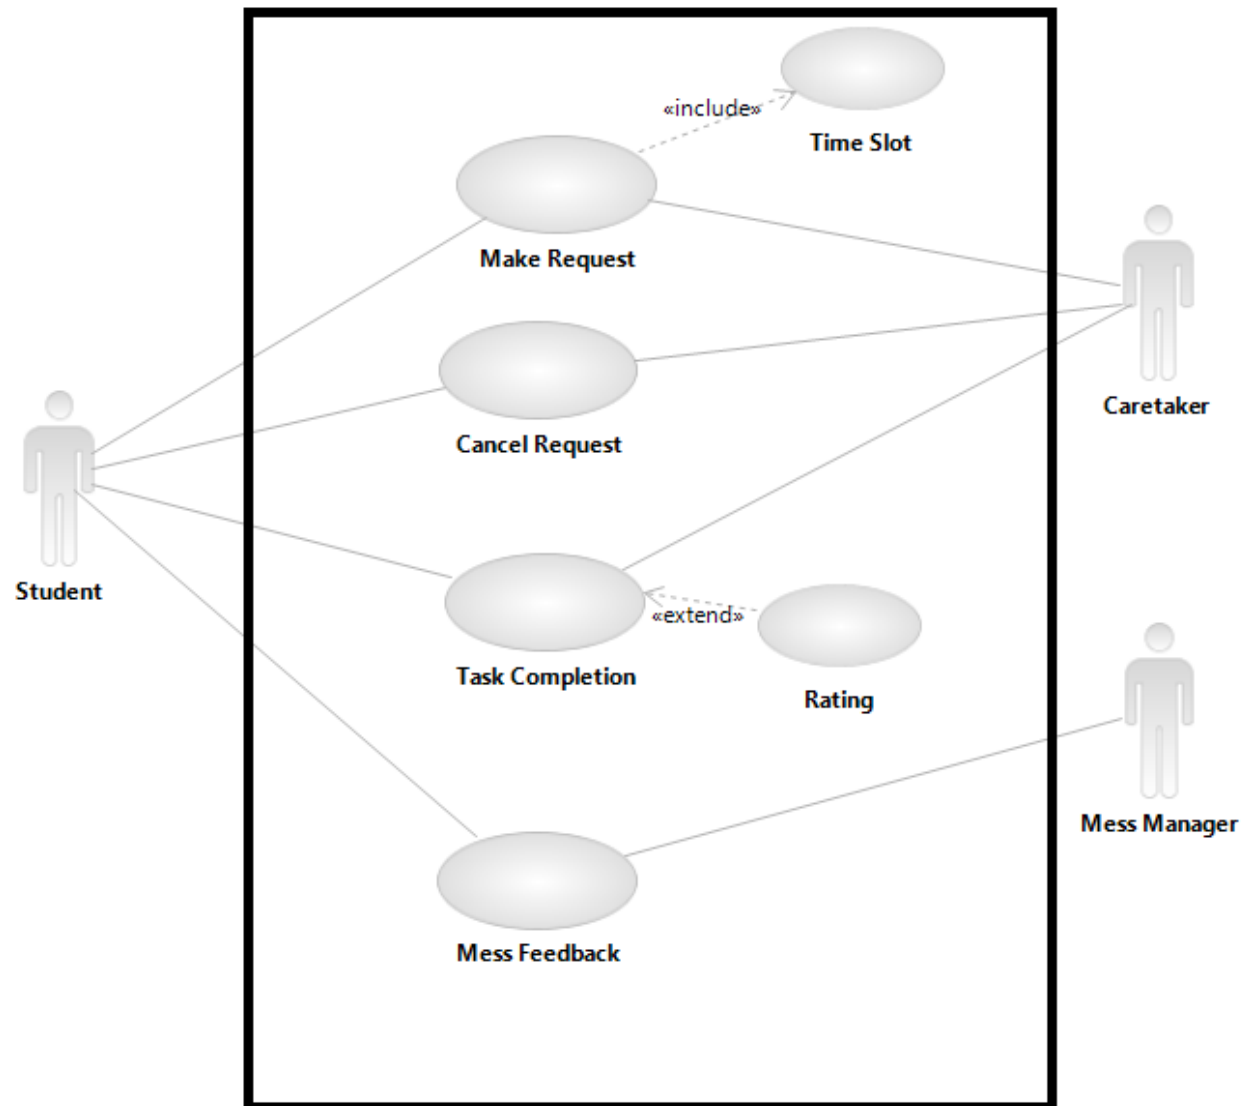 «include»
Time Slot
Make Request
Caretaker
Cancel Request
Student
«extend»
Task Completion
Rating
Mess Manager
Mess Feedback